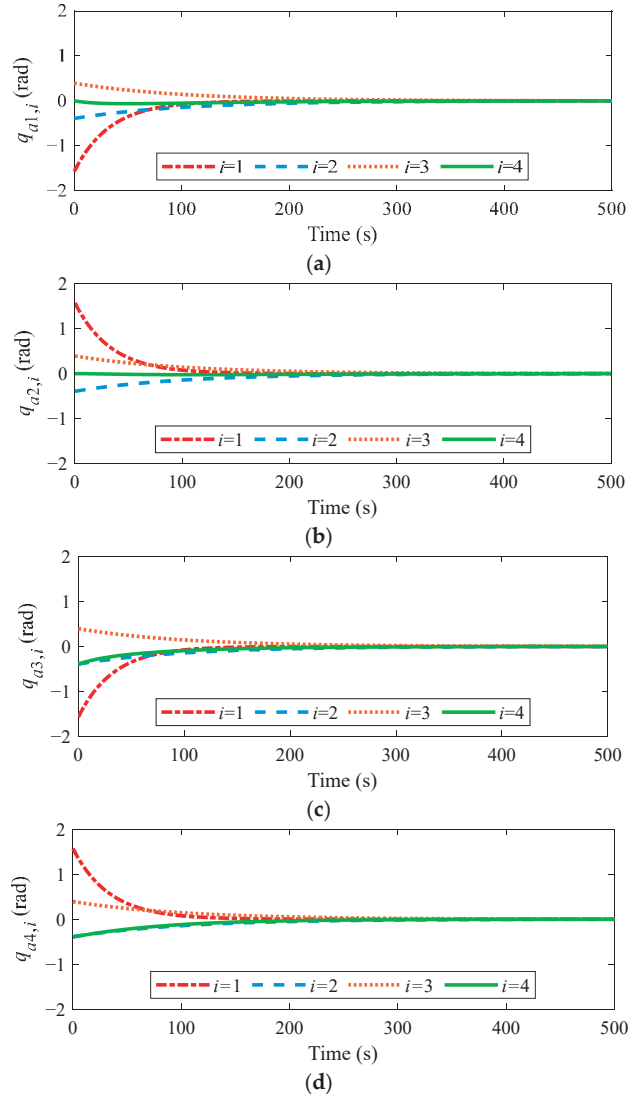 2
1
0
−1
−2
q_{a1,i} (rad)
i=1 i=2 i=3 i=4
0 100 200 300 400 500
Time (s)
(a)
2
1
0
−1
−2
q_{a2,i} (rad)
i=1 i=2 i=3 i=4
0 100 200 300 400 500
Time (s)
(b)
2
1
0
−1
−2
q_{a3,i} (rad)
i=1 i=2 i=3 i=4
0 100 200 300 400 500
Time (s)
(c)
2
1
0
−1
−2
q_{a4,i} (rad)
i=1 i=2 i=3 i=4
0 100 200 300 400 500
Time (s)
(d)